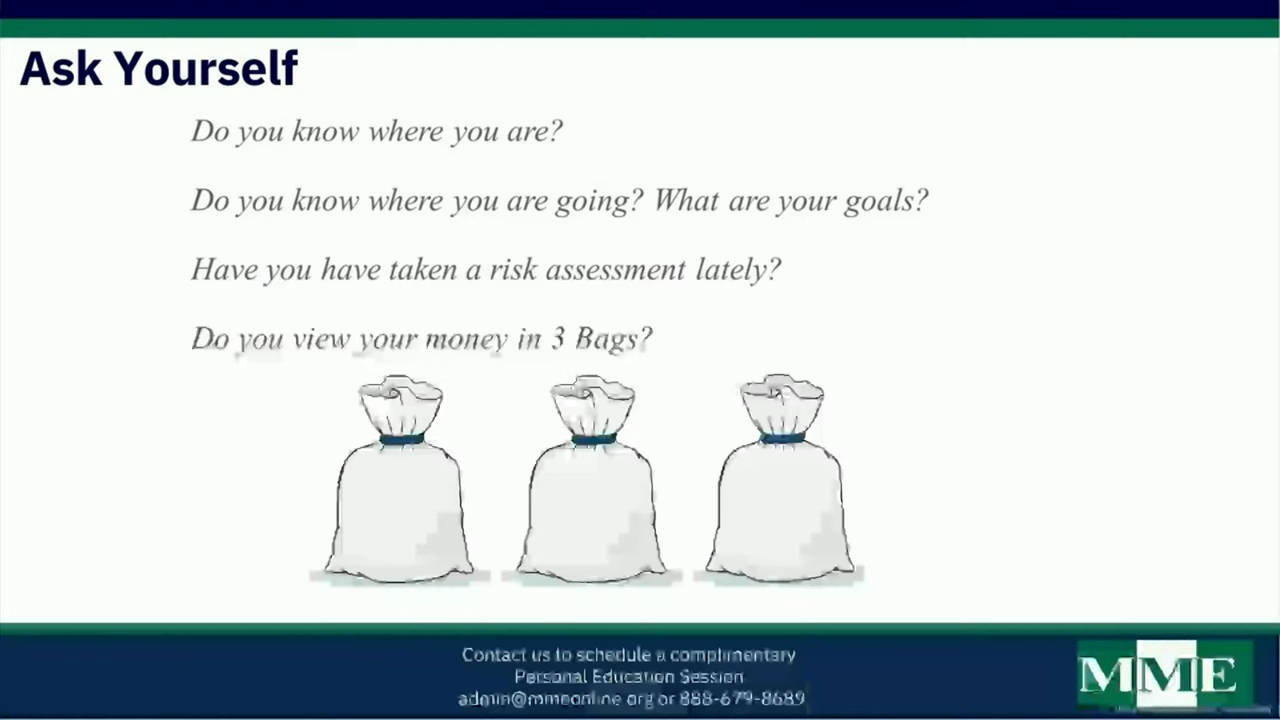 Ask Yourself
Do you know where you are?
Do you know where you are going? What are your goals?
Have you have taken a risk assessment lately?
Do you view your money in 3 Bags?
Contact us to schedule a complimentary
Personal Education Session
admin@mmeonline.org or 888-679-8689
MME